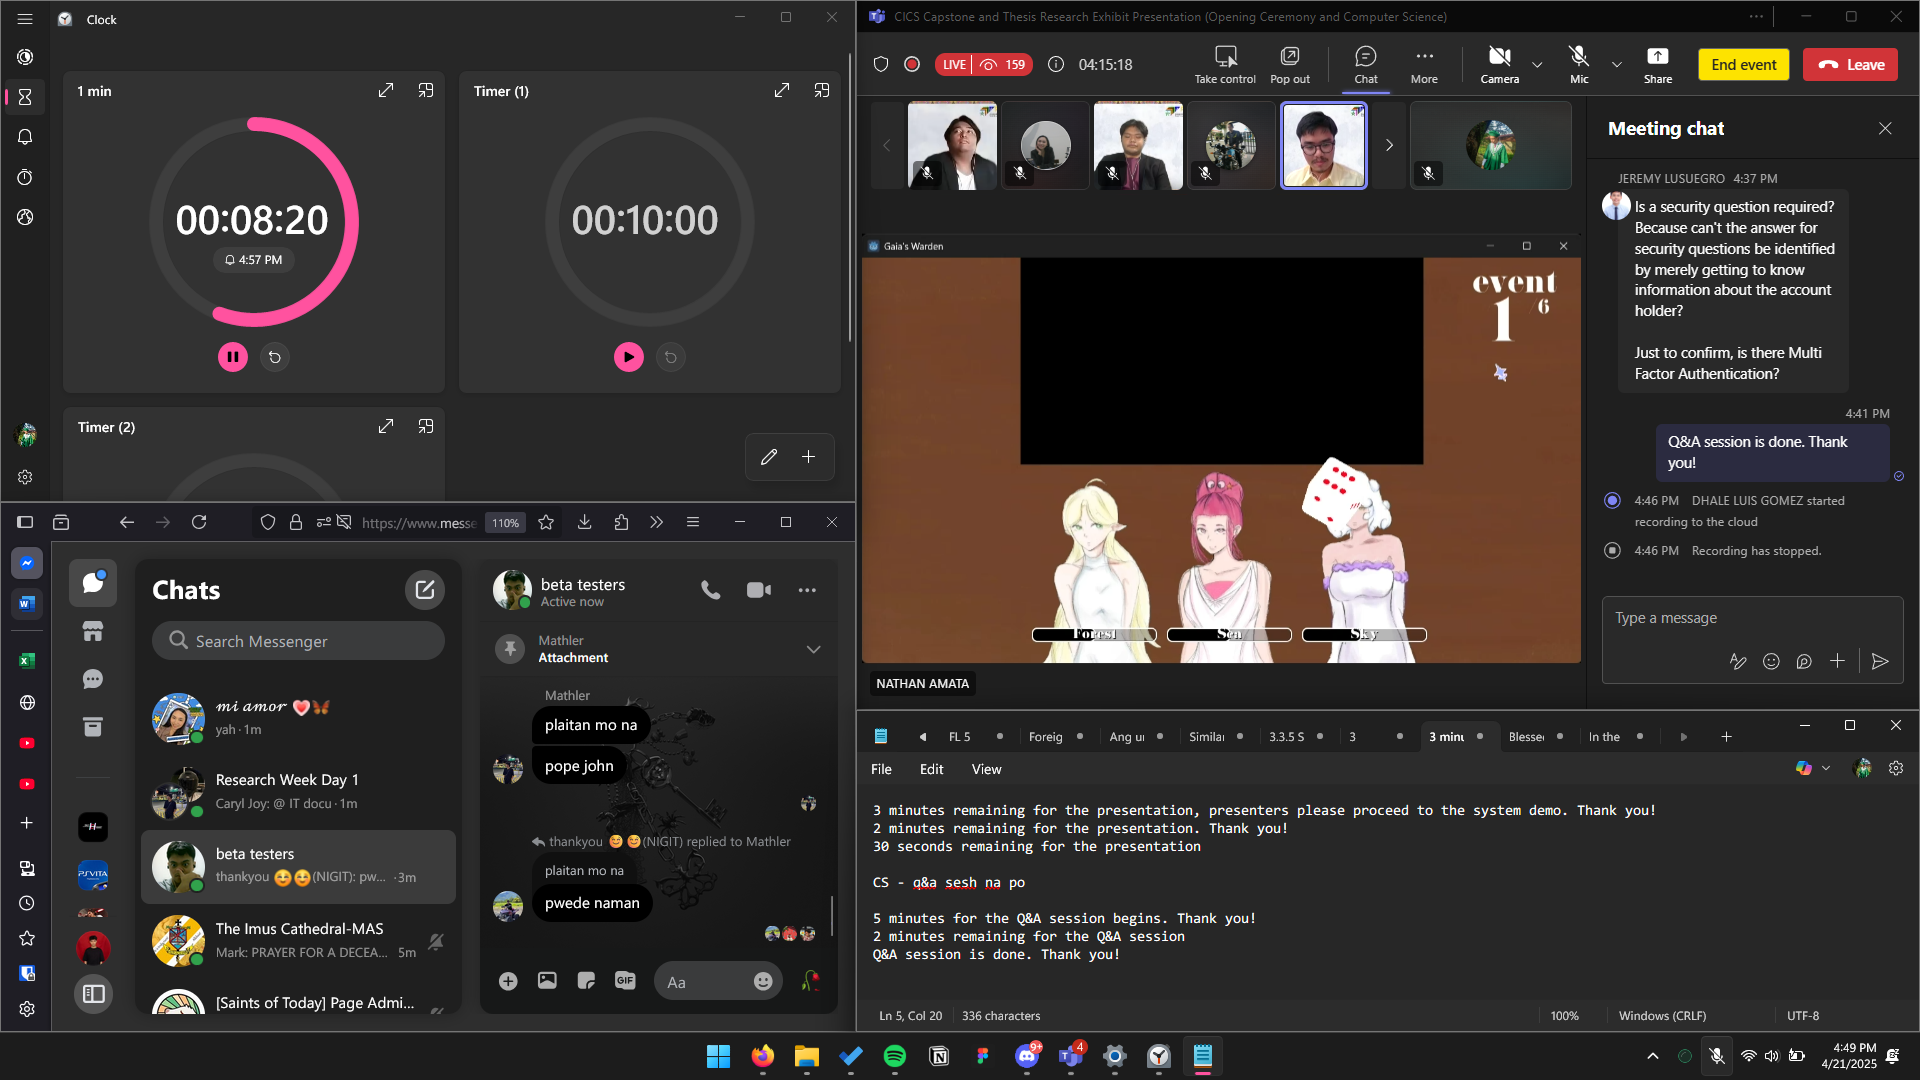 Clock
1 min
00:08:20
4:57 PM
Timer (1)
00:10:00
Timer (2)
CICS Capstone and Thesis Research Exhibit Presentation (Opening Ceremony and Computer Science)
LIVE 159
04:15:18
Take control
Pop out
Chat
More
Camera
Mic
Share
End event
Leave
Meeting chat
JEREMY LUSUEGRO 4:37 PM
Is a security question required?
Because can't the answer for
security questions be identified
by merely getting to know
information about the account
holder?
Just to confirm, is there Multi
Factor Authentication?
4:41 PM
Q&A session is done. Thank
you!
4:46 PM DHALE LUIS GOMEZ started
recording to the cloud
4:46 PM Recording has stopped.
Type a message
Gaia's Warden
event
1 /6
Forest
Sea
Sky
NATHAN AMATA
https://www.messe
110%
Chats
Search Messenger
mi amor
yah · 1m
Research Week Day 1
Caryl Joy: @ IT docu · 1m
beta testers
thankyou 😊😊(NIGIT): pw... · 3m
The Imus Cathedral-MAS
Mark: PRAYER FOR A DECEA... 5m
[Saints of Today] Page Admi...
PSVITA
beta testers
Active now
Mathler
Attachment
Mathler
plaitan mo na
pope john
thankyou 😊😊(NIGIT) replied to Mathler
plaitan mo na
pwede naman
GIF
Aa
FL 5
Foreig
Ang u
Similar
3.3.5 S
3
3 minu
Blesse
In the
File
Edit
View
3 minutes remaining for the presentation, presenters please proceed to the system demo. Thank you!
2 minutes remaining for the presentation. Thank you!
30 seconds remaining for the presentation
CS - q&a sesh na po
5 minutes for the Q&A session begins. Thank you!
2 minutes remaining for the Q&A session
Q&A session is done. Thank you!
Ln 5, Col 20
336 characters
100%
Windows (CRLF)
UTF-8
9+
4
4:49 PM
4/21/2025